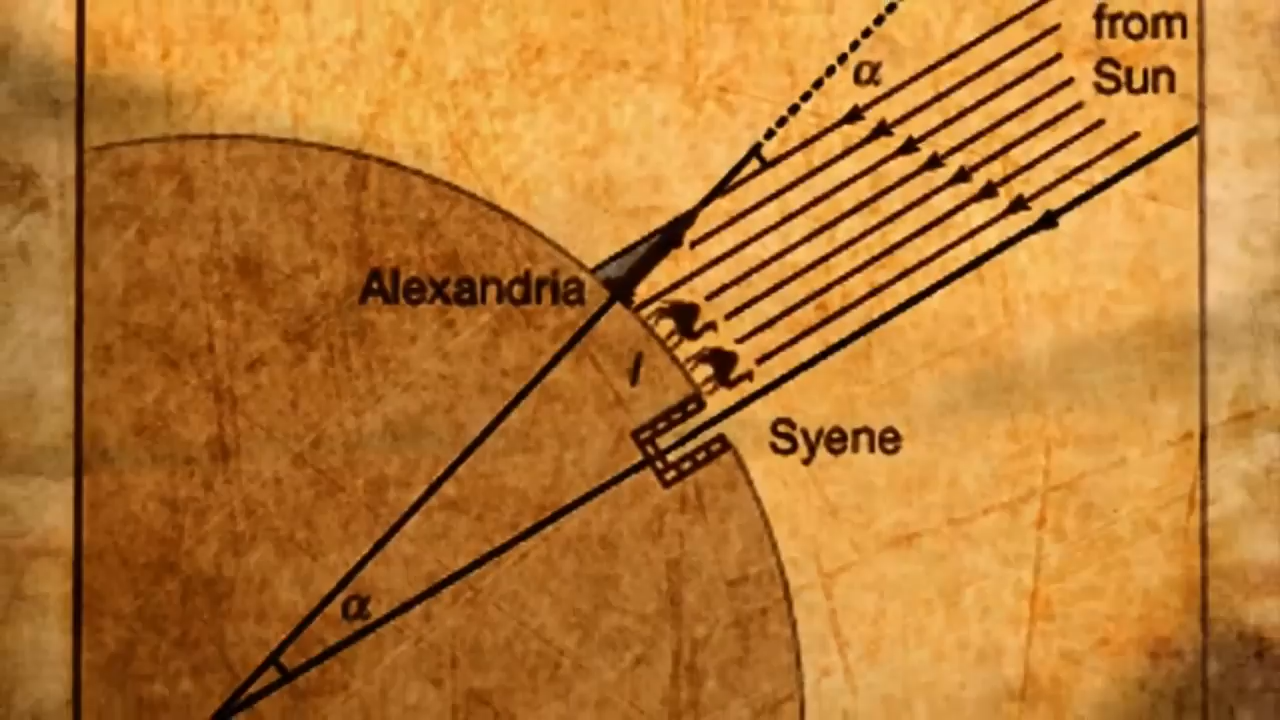 from
Sun
α
Alexandria
l
Syene
α